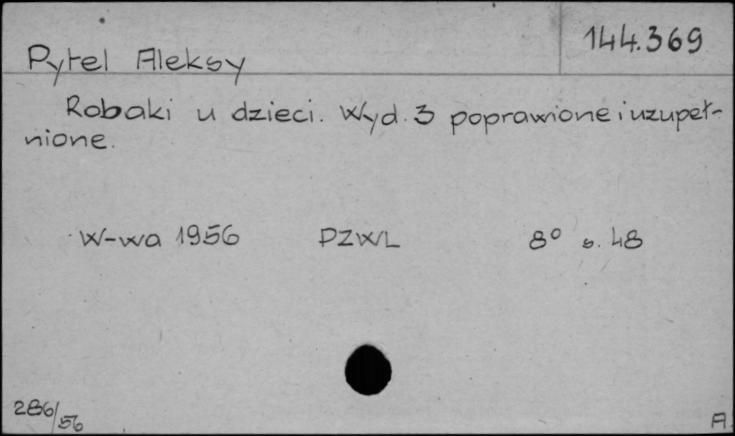 144.369
Pytel Aleksy
Robaki u dzieci. Wyd. 3 poprawione i uzupeł-
nione.
W-wa 1956 PZWL 8° s. 48
286/56
A